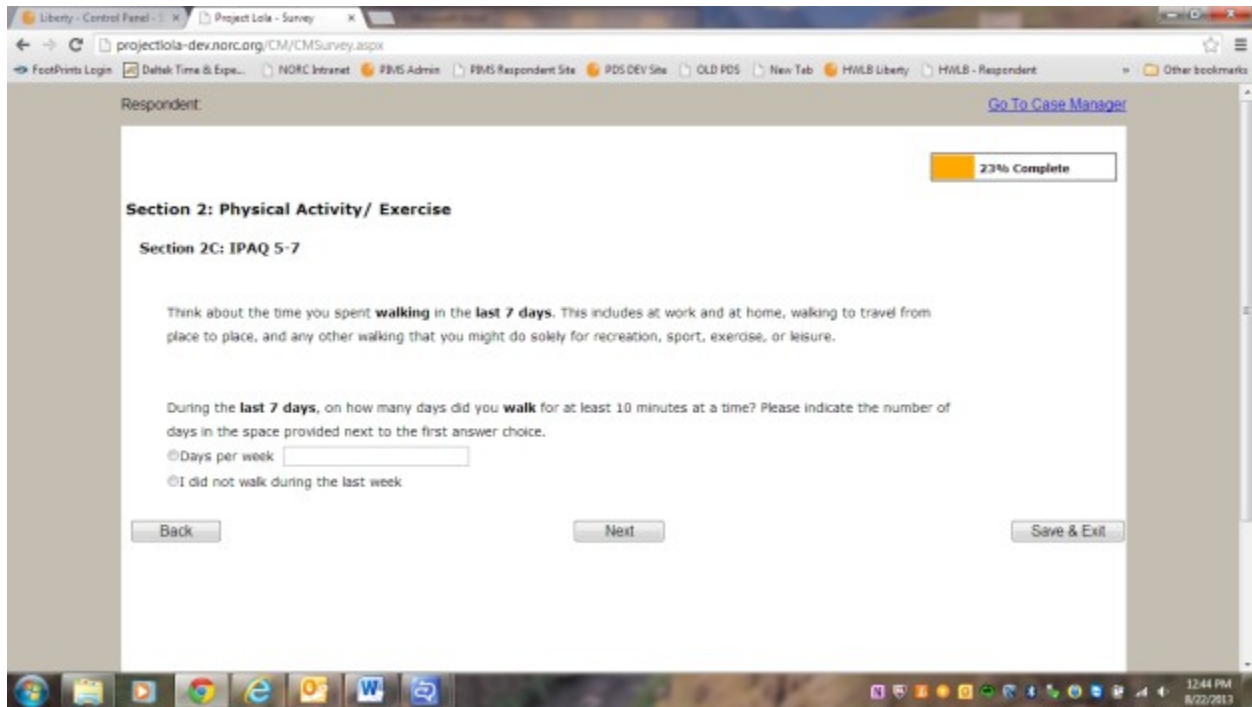 Liberty - Control Panel - S
Project Lola - Survey
projectlola-dev.norc.org/CM/CMSurvey.aspx
FootPrints Login Deltek Time & Expe... NORC Intranet PIMS Admin PIMS Respondent Site PDS DEV Site OLD PDS New Tab HWLB Liberty HWLB - Respondent » Other bookmarks
Respondent: Go To Case Manager
23% Complete
Section 2: Physical Activity/ Exercise
Section 2C: IPAQ 5-7
Think about the time you spent walking in the last 7 days. This includes at work and at home, walking to travel from
place to place, and any other walking that you might do solely for recreation, sport, exercise, or leisure.
During the last 7 days, on how many days did you walk for at least 10 minutes at a time? Please indicate the number of
days in the space provided next to the first answer choice.
Days per week
I did not walk during the last week
Back Next Save & Exit
12:44 PM
8/22/2013